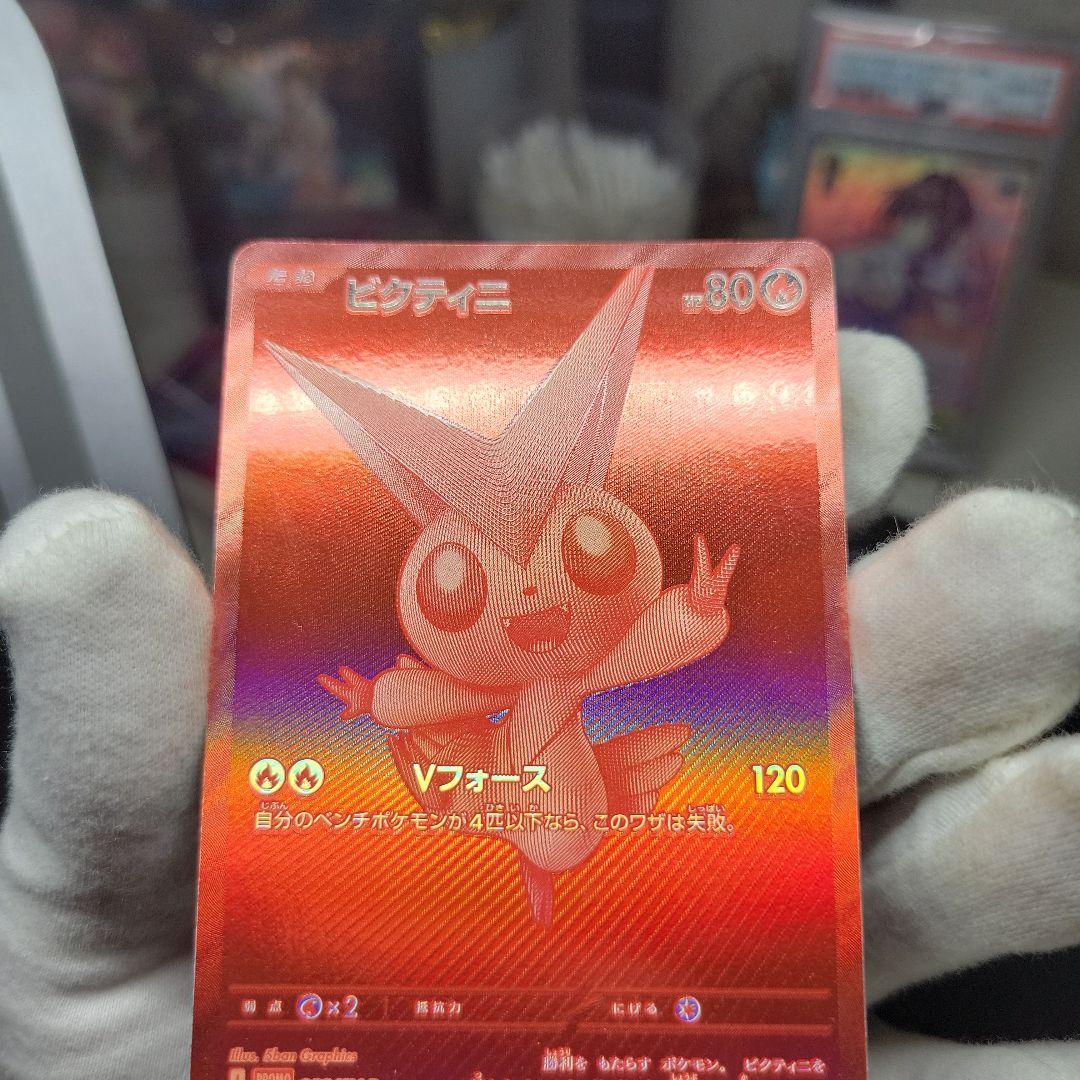 たね ビクティニ HP80
Vフォース 120
自分のベンチポケモンが4匹以下なら、このワザは失敗。
弱点 ×2 抵抗力 にげる
Illus. 5ban Graphics
勝利を もたらす ポケモン。 ビクティニを
PROMO